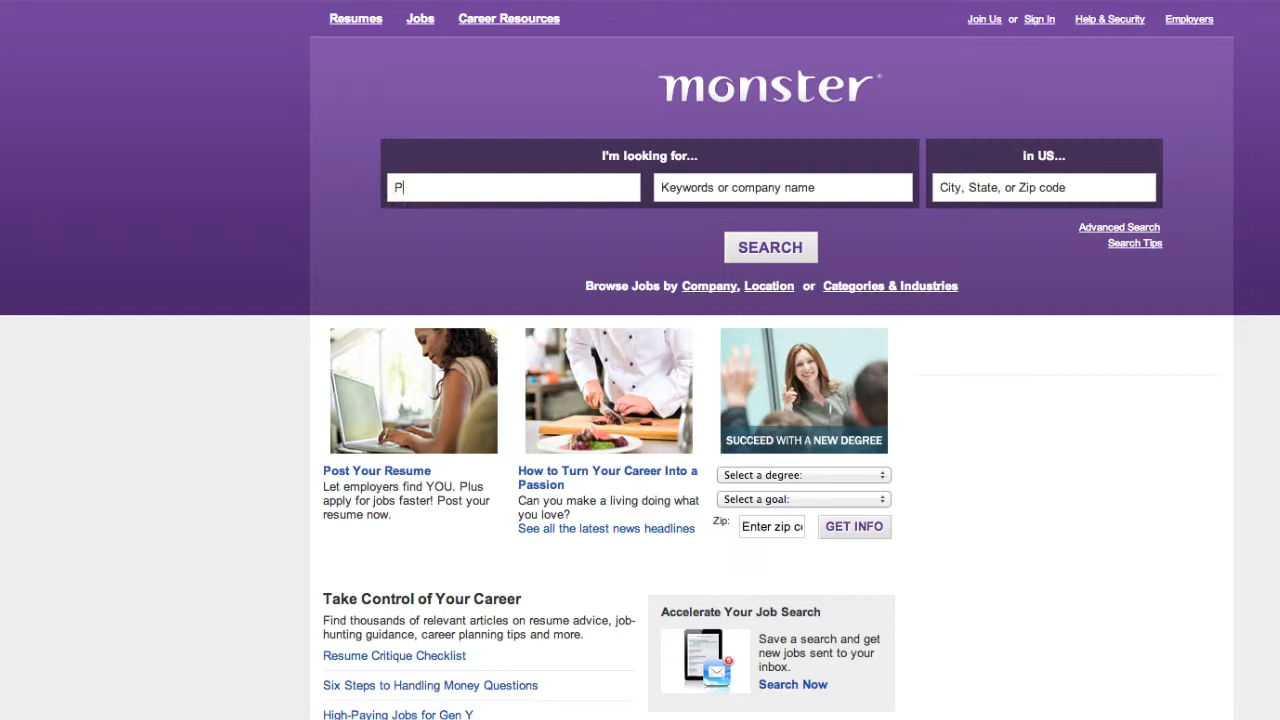 Resumes Jobs Career Resources
Join Us or Sign In Help & Security Employers
monster
I'm looking for... in US...
P Keywords or company name City, State, or Zip code
Advanced Search
Search Tips
SEARCH
Browse Jobs by Company, Location or Categories & Industries
SUCCEED WITH A NEW DEGREE
Post Your Resume
Let employers find YOU. Plus
apply for jobs faster! Post your
resume now.
How to Turn Your Career Into a
Passion
Can you make a living doing what
you love?
See all the latest news headlines
Select a degree:
Select a goal:
Zip: Enter zip c GET INFO
Take Control of Your Career
Find thousands of relevant articles on resume advice, job-
hunting guidance, career planning tips and more.
Resume Critique Checklist
Six Steps to Handling Money Questions
High-Paying Jobs for Gen Y
Accelerate Your Job Search
Save a search and get
new jobs sent to your
inbox.
Search Now